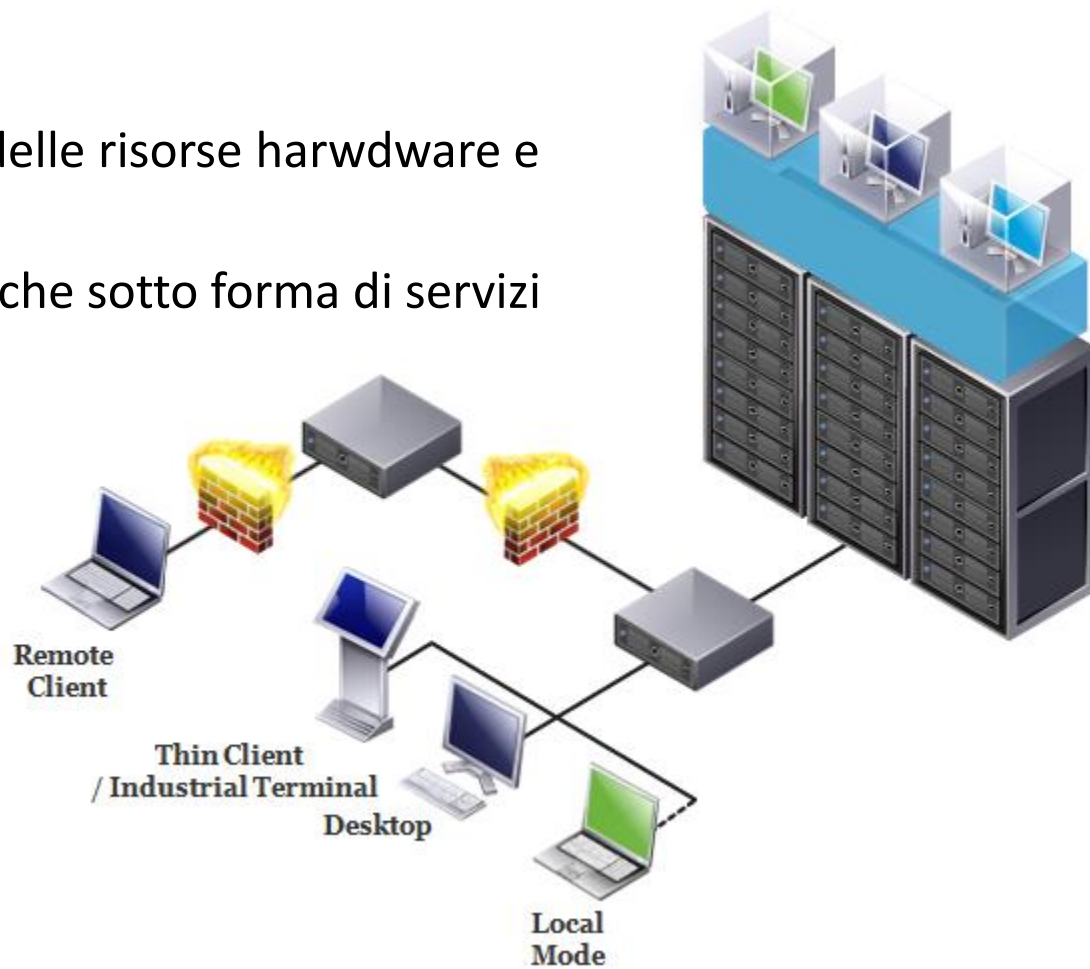 delle risorse harwdware e
che sotto forma di servizi
Remote
Client
Thin Client
/ Industrial Terminal
Desktop
Local
Mode